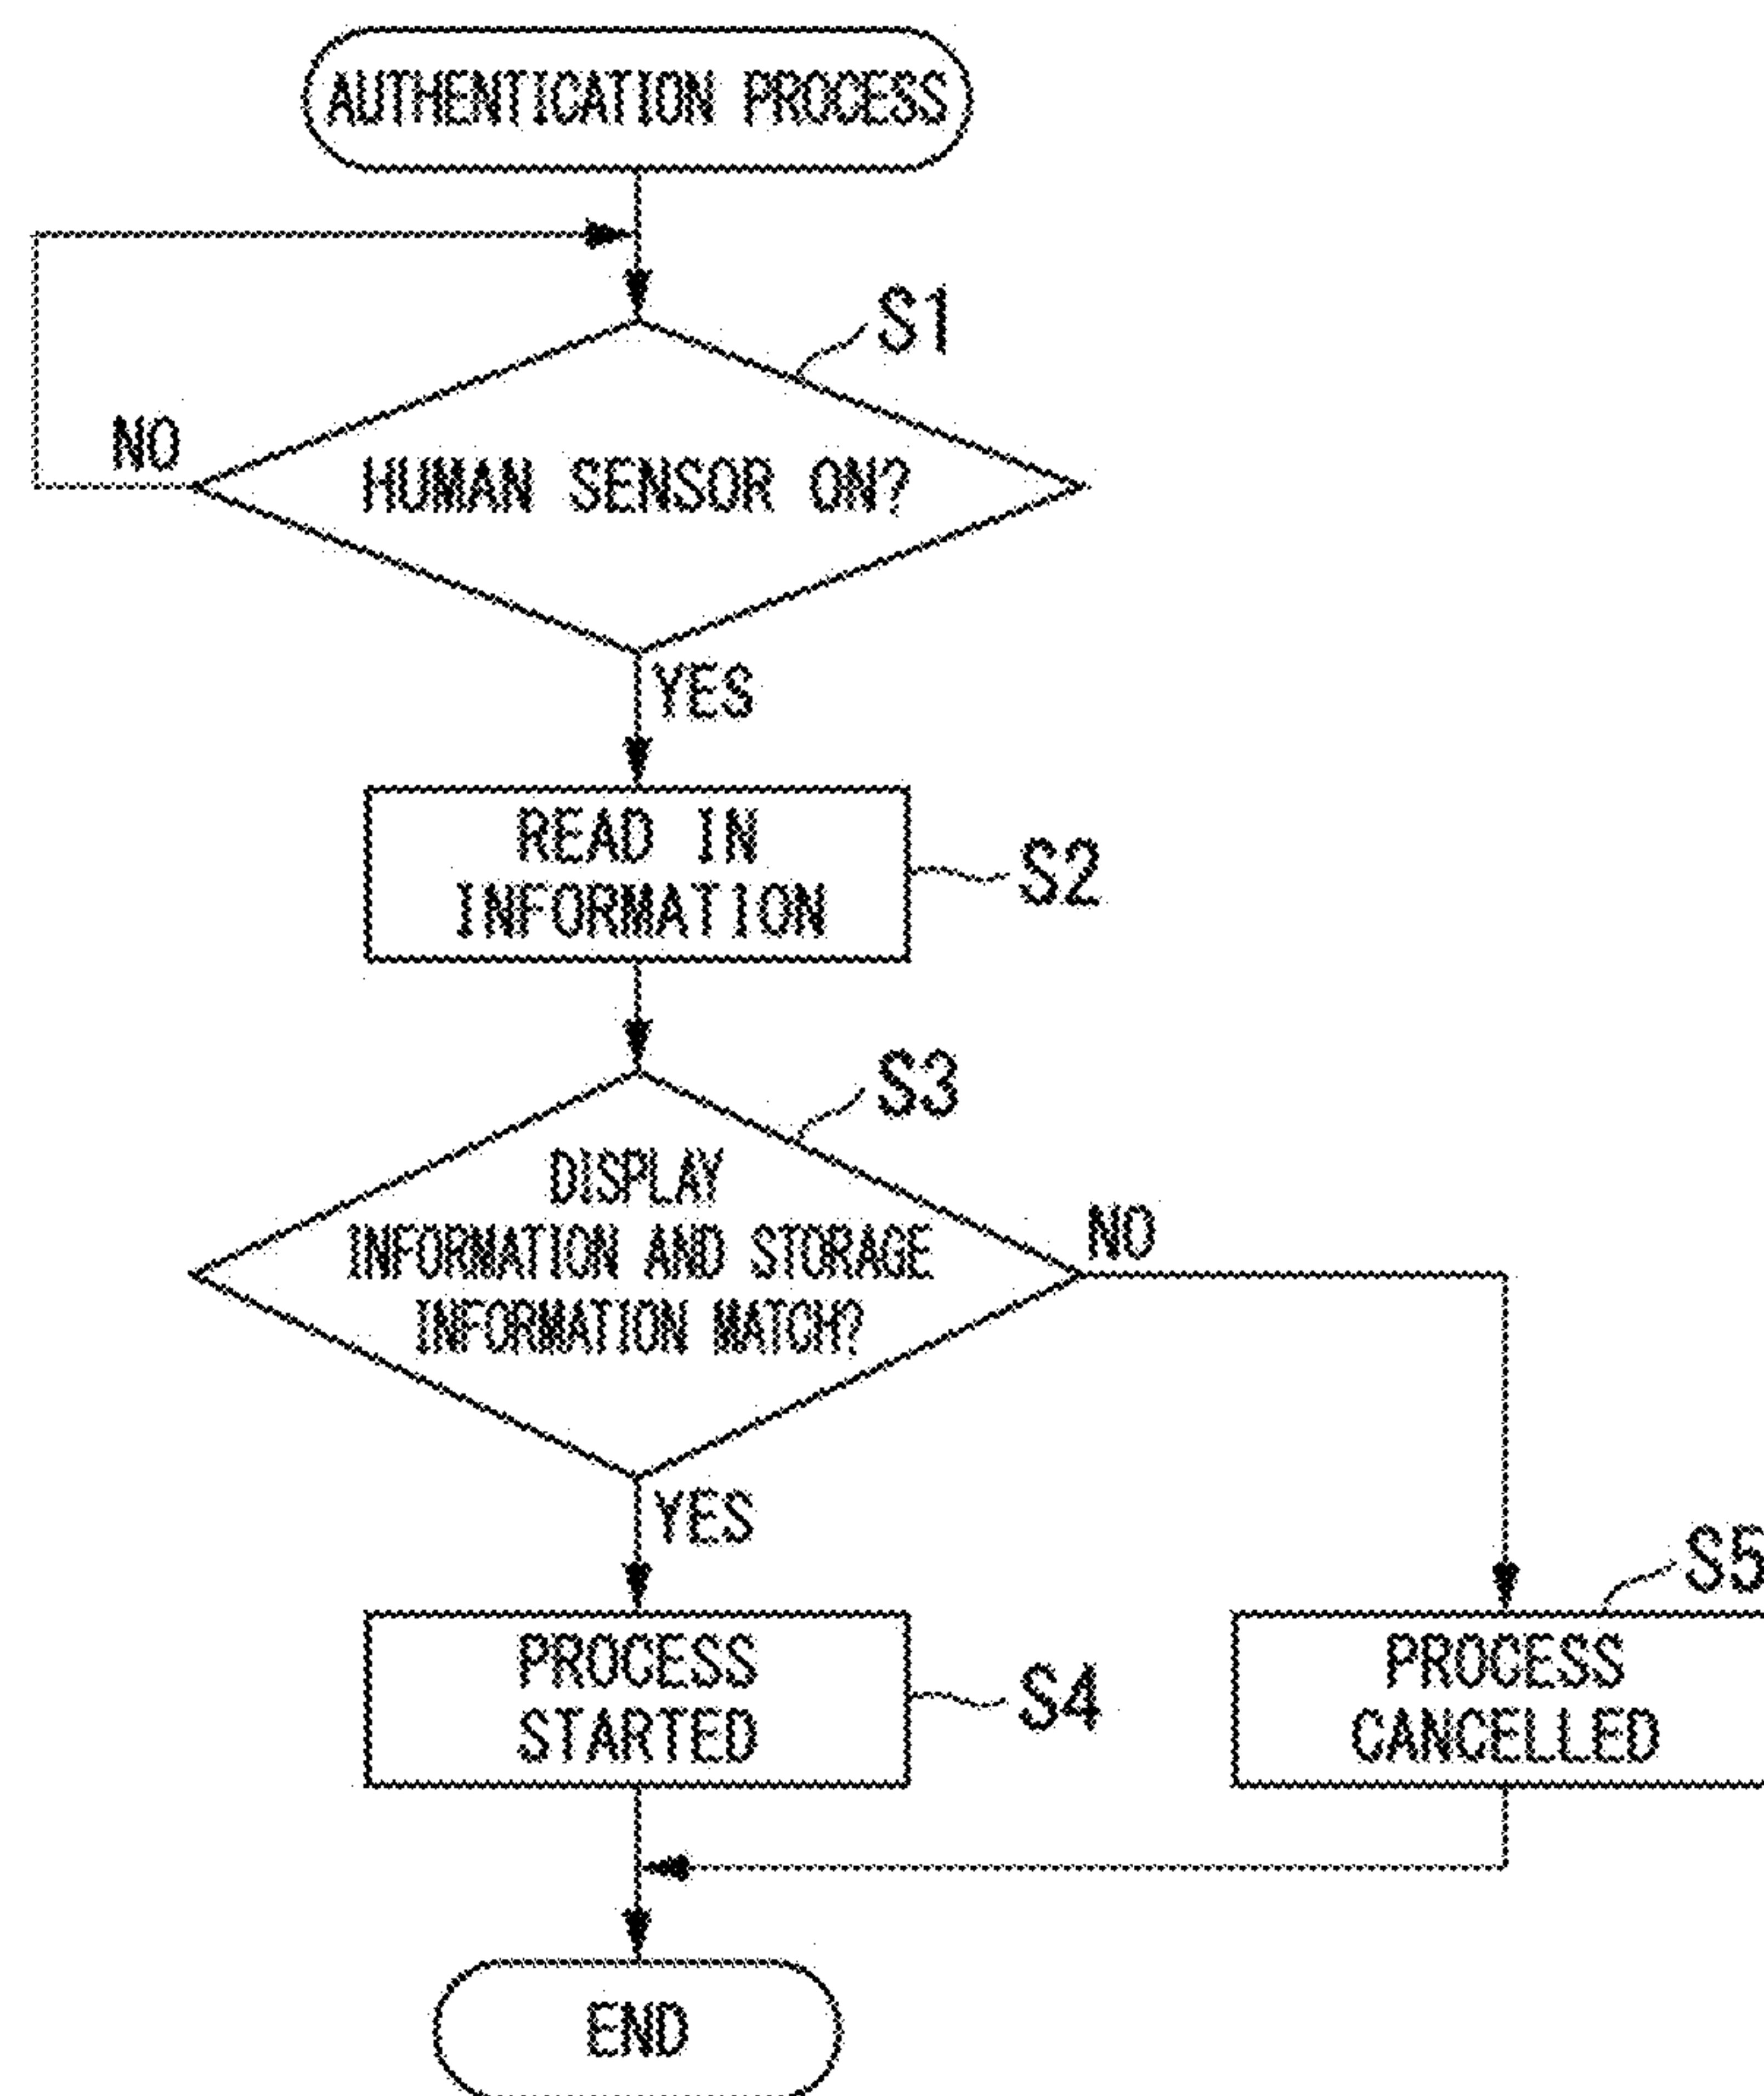 AUTHENTICATION PROCESS
S1
NO
HUMAN SENSOR ON?
YES
READ IN
INFORMATION
S2
S3
DISPLAY
INFORMATION AND STORAGE
INFORMATION MATCH?
NO
YES
S5
PROCESS
STARTED
S4
PROCESS
CANCELLED
END